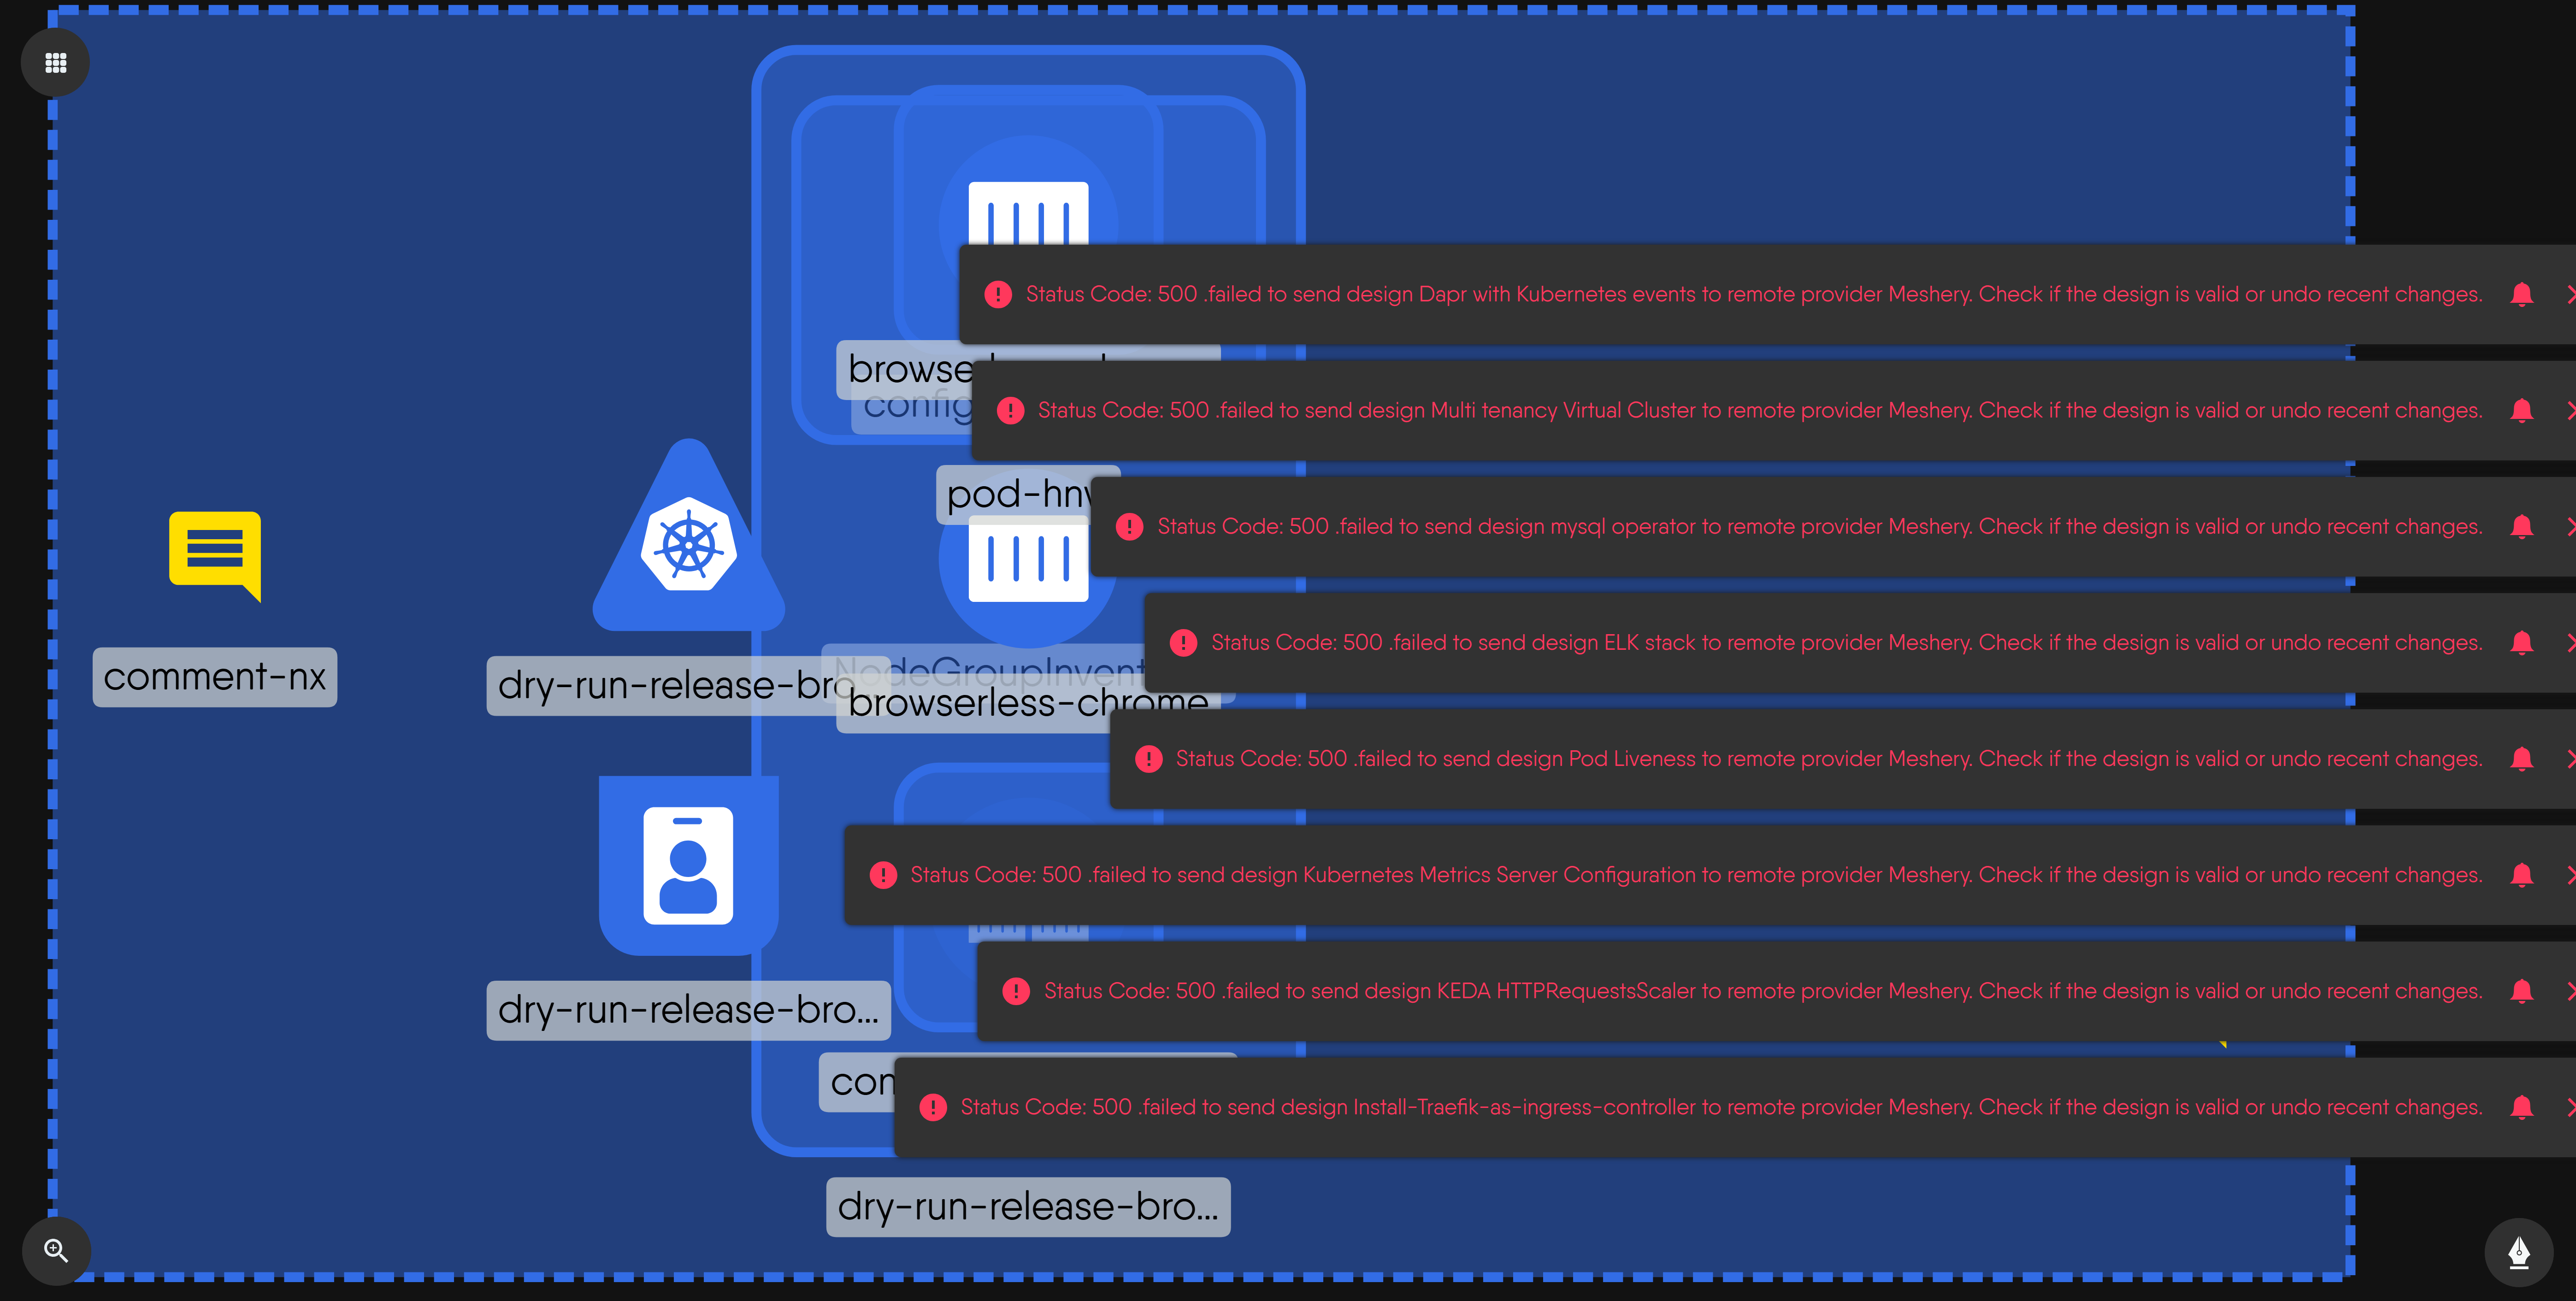 Status Code: 500 .failed to send design Dapr with Kubernetes events to remote provider Meshery. Check if the design is valid or undo recent changes.
Status Code: 500 .failed to send design Multi tenancy Virtual Cluster to remote provider Meshery. Check if the design is valid or undo recent changes.
pod-hnv
Status Code: 500 .failed to send design mysql operator to remote provider Meshery. Check if the design is valid or undo recent changes.
Status Code: 500 .failed to send design ELK stack to remote provider Meshery. Check if the design is valid or undo recent changes.
comment-nx
dry-run-release-bro...
NodeGroupInvent
browserless-chrome
Status Code: 500 .failed to send design Pod Liveness to remote provider Meshery. Check if the design is valid or undo recent changes.
Status Code: 500 .failed to send design Kubernetes Metrics Server Configuration to remote provider Meshery. Check if the design is valid or undo recent changes.
Status Code: 500 .failed to send design KEDA HTTPRequestsScaler to remote provider Meshery. Check if the design is valid or undo recent changes.
dry-run-release-bro...
Status Code: 500 .failed to send design Install-Traefik-as-ingress-controller to remote provider Meshery. Check if the design is valid or undo recent changes.
dry-run-release-bro...